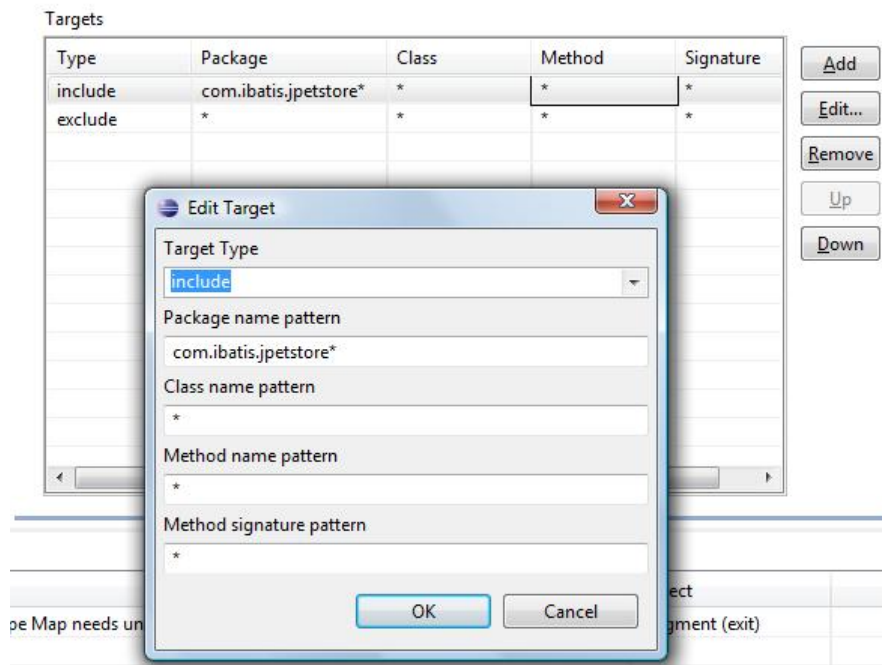 Targets
Type Package Class Method Signature
include com.ibatis.jpetstore* * * *
exclude * * * *
Add
Edit...
Remove
Up
Down
Edit Target
Target Type
include
Package name pattern
com.ibatis.jpetstore*
Class name pattern
*
Method name pattern
*
Method signature pattern
*
OK Cancel
ect
pe Map needs un gment (exit)